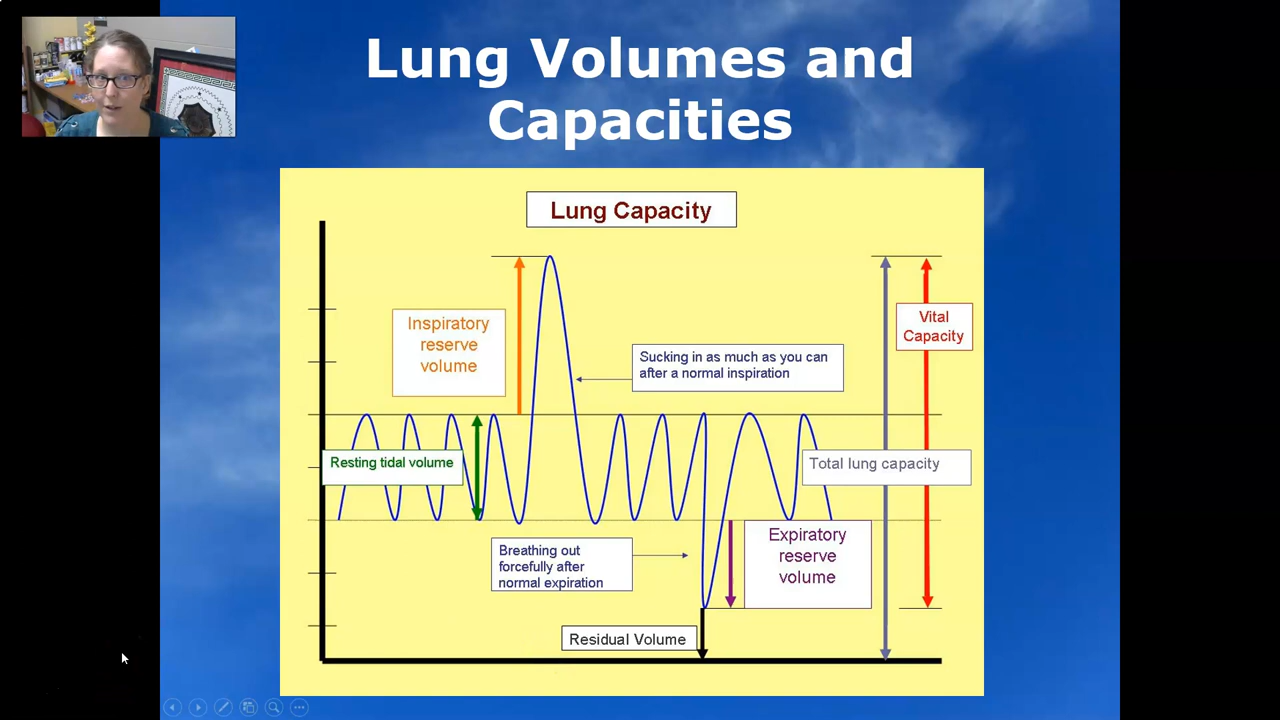 Lung Volumes and
Capacities
Lung Capacity
Inspiratory
reserve
volume
Vital
Capacity
Sucking in as much as you can
after a normal inspiration
Resting tidal volume
Total lung capacity
Breathing out
forcefully after
normal expiration
Expiratory
reserve
volume
Residual Volume